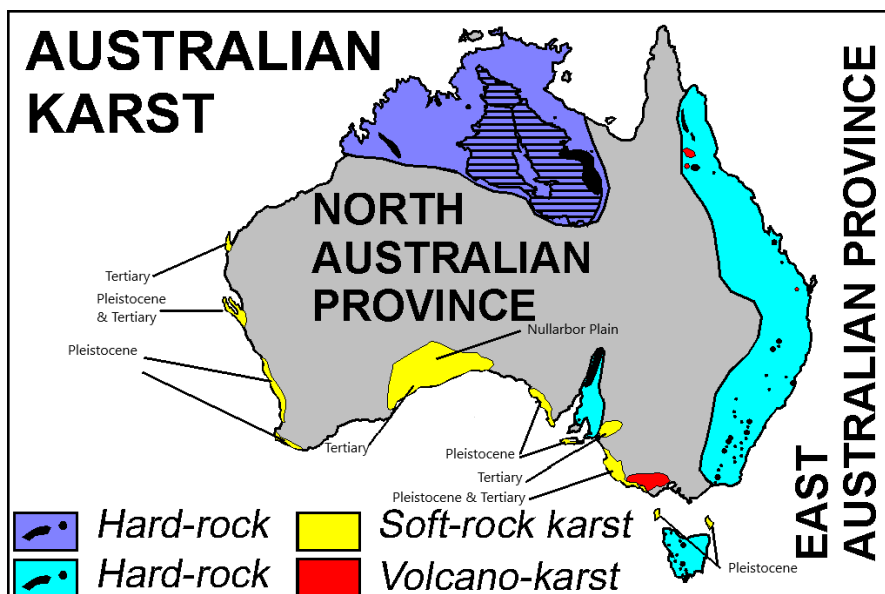 AUSTRALIAN
KARST
NORTH
AUSTRALIAN
PROVINCE
EAST
AUSTRALIAN PROVINCE
Tertiary
Pleistocene
& Tertiary
Pleistocene
Nullarbor Plain
Tertiary
Pleistocene
Tertiary
Pleistocene & Tertiary
Pleistocene
Hard-rock
Soft-rock karst
Hard-rock
Volcano-karst